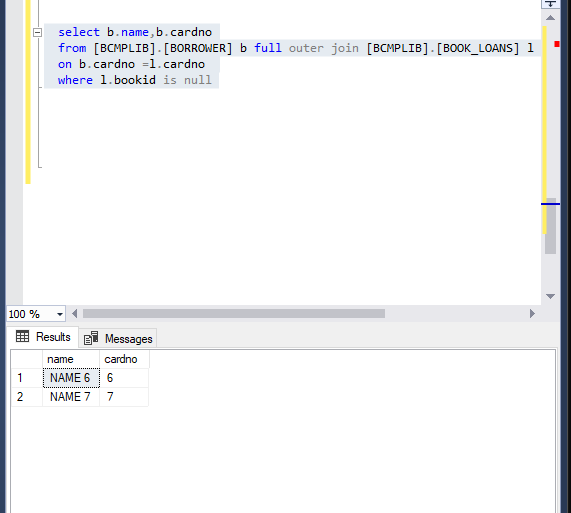 select b.name,b.cardno
from [BCMPLIB].[BORROWER] b full outer join [BCMPLIB].[BOOK_LOANS] l
on b.cardno =l.cardno
where l.bookid is null
100 %
Results Messages
name cardno
1 NAME 6 6
2 NAME 7 7